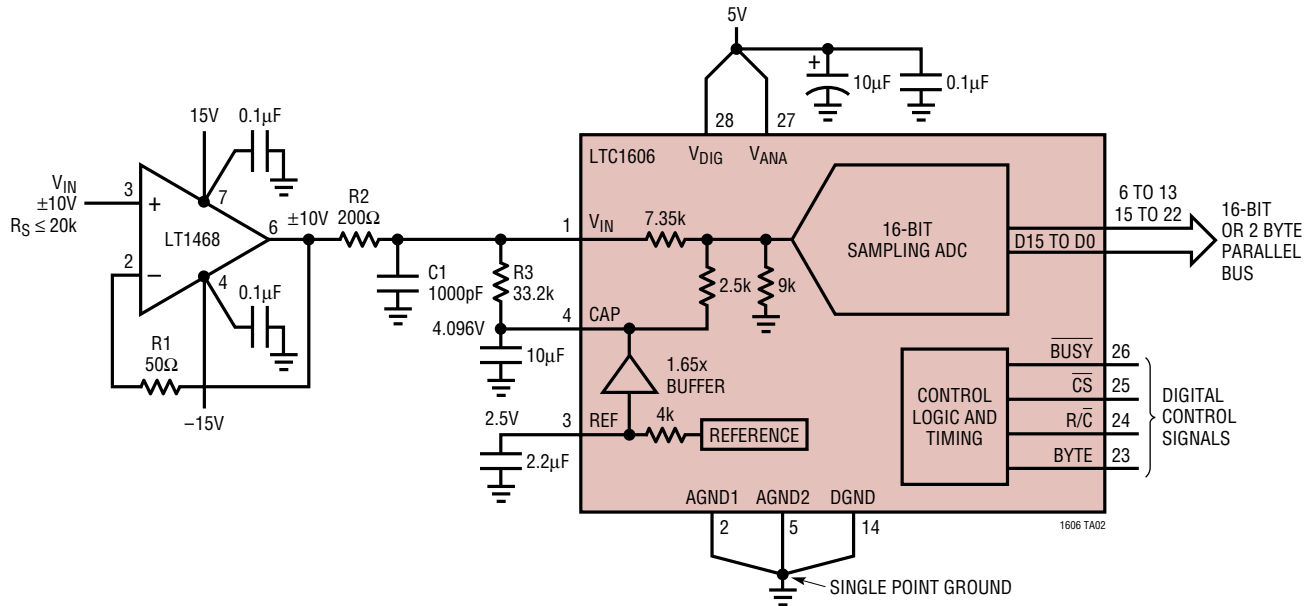 5V
+
10µF
0.1µF
28
27
15V
0.1µF
LTC1606
V_DIG
V_ANA
V_IN
±10V
R_S ≤ 20k
3
+
7
LT1468
6
±10V
R2
200Ω
2
–
4
0.1µF
R1
50Ω
–15V
C1
1000pF
R3
33.2k
1
V_IN
7.35k
2.5k
9k
16-BIT
SAMPLING ADC
D15 TO D0
6 TO 13
15 TO 22
16-BIT
OR 2 BYTE
PARALLEL
BUS
4.096V
4
CAP
10µF
1.65x
BUFFER
2.5V
3
REF
4k
REFERENCE
2.2µF
CONTROL
LOGIC AND
TIMING
B̅U̅S̅Y̅
26
C̅S̅
25
R/C̅
24
BYTE
23
DIGITAL
CONTROL
SIGNALS
AGND1
AGND2
DGND
2
5
14
1606 TA02
SINGLE POINT GROUND